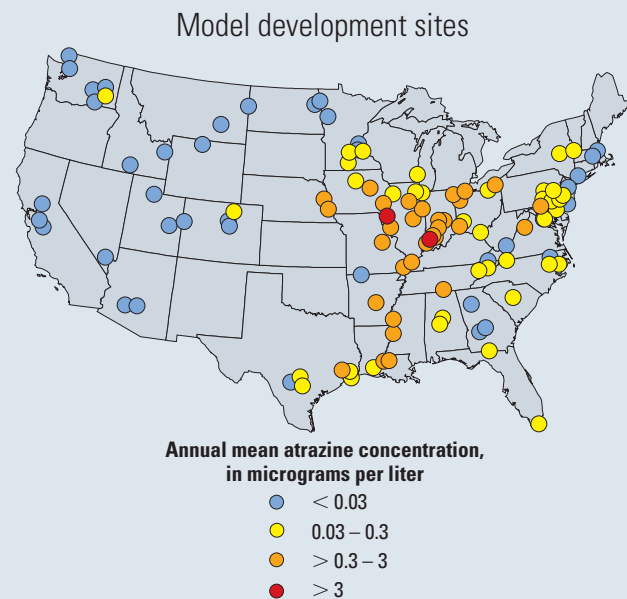 Model development sites
Annual mean atrazine concentration,
in micrograms per liter
< 0.03
0.03 – 0.3
> 0.3 – 3
> 3